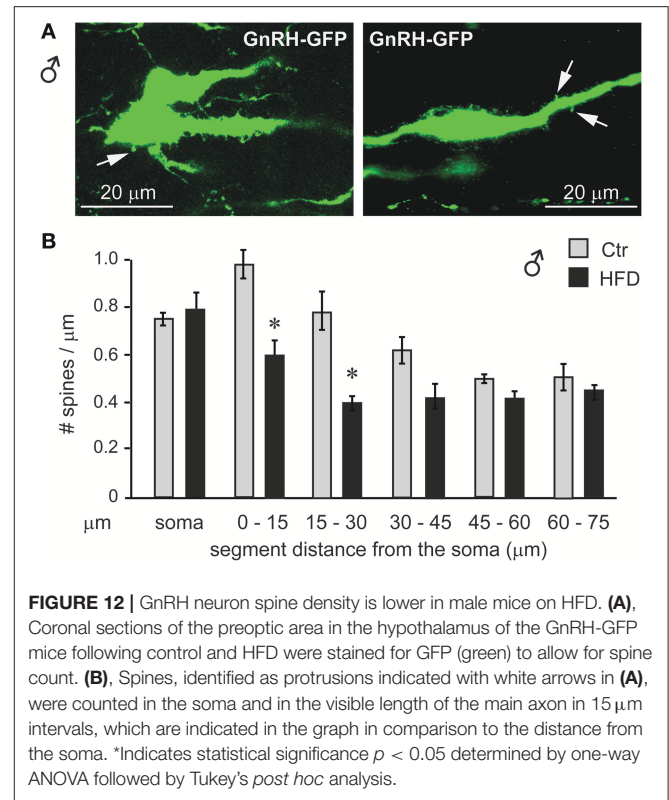 A
♂
GnRH-GFP
GnRH-GFP
20 μm
20 μm
B
♂
Ctr
HFD
# spines / μm
1.0
0.8
0.6
0.4
0.2
0
*
*
μm soma 0 - 15 15 - 30 30 - 45 45 - 60 60 - 75
segment distance from the soma (μm)
FIGURE 12 | GnRH neuron spine density is lower in male mice on HFD. (A),
Coronal sections of the preoptic area in the hypothalamus of the GnRH-GFP
mice following control and HFD were stained for GFP (green) to allow for spine
count. (B), Spines, identified as protrusions indicated with white arrows in (A),
were counted in the soma and in the visible length of the main axon in 15 μm
intervals, which are indicated in the graph in comparison to the distance from
the soma. *Indicates statistical significance p < 0.05 determined by one-way
ANOVA followed by Tukey's post hoc analysis.